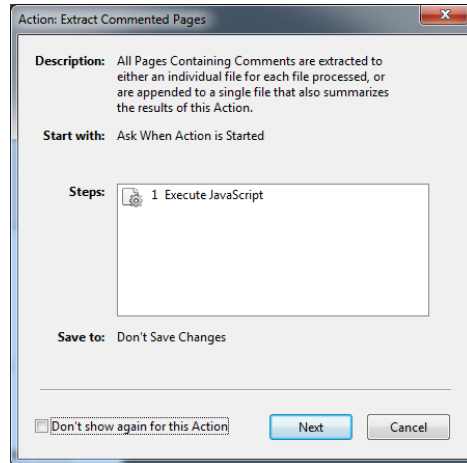 Action: Extract Commented Pages
Description: All Pages Containing Comments are extracted to
either an individual file for each file processed, or
are appended to a single file that also summarizes
the results of this Action.
Start with: Ask When Action is Started
Steps: 1 Execute JavaScript
Save to: Don't Save Changes
Don't show again for this Action Next Cancel